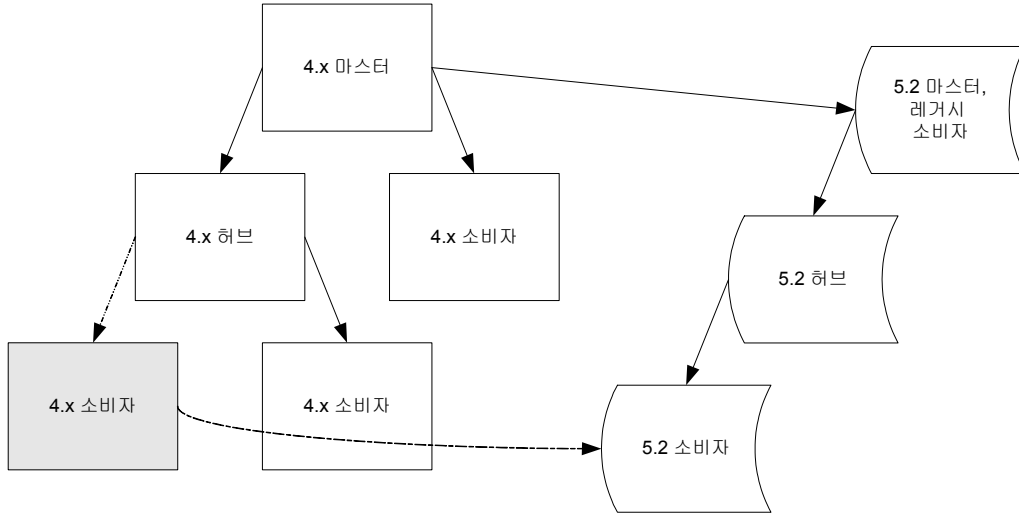 4.x 마스터
5.2 마스터,
레거시
소비자
4.x 허브
4.x 소비자
5.2 허브
4.x 소비자
4.x 소비자
5.2 소비자